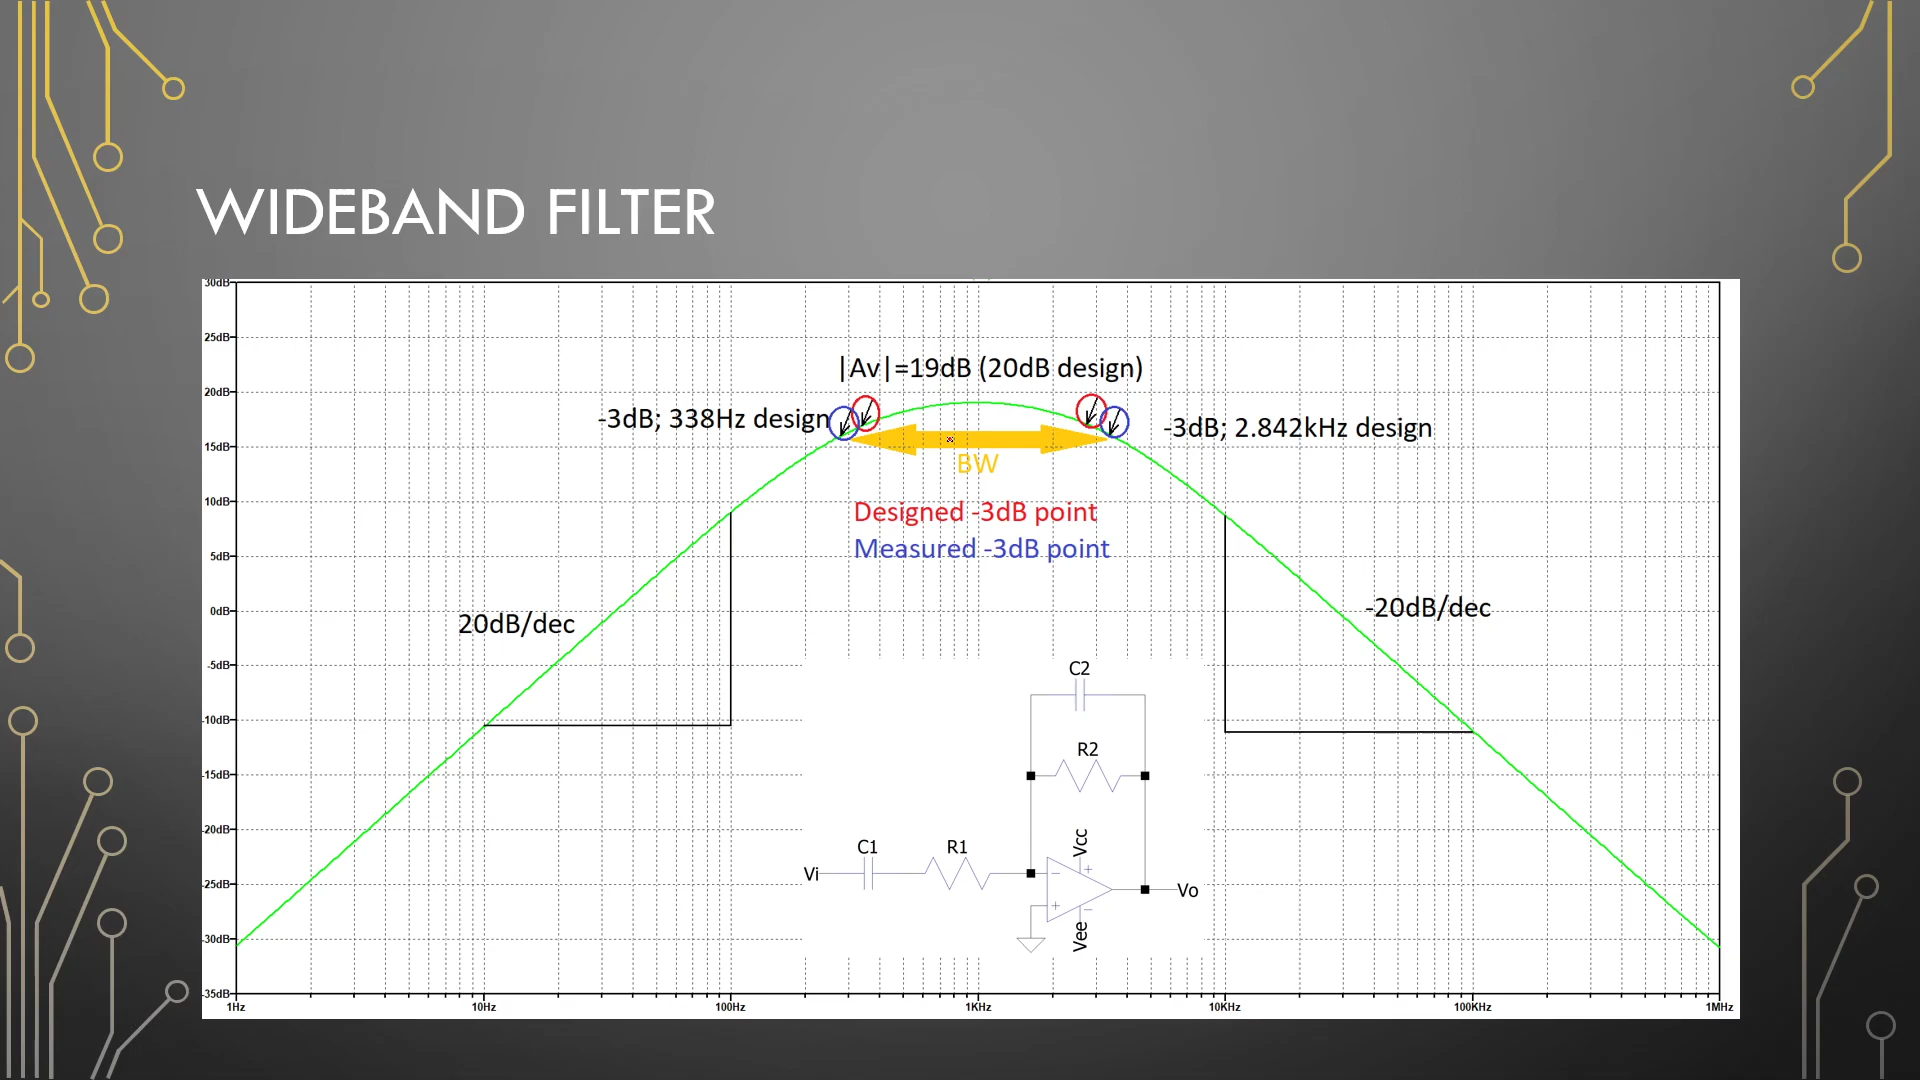 WIDEBAND FILTER
30dB
25dB
|Av|=19dB (20dB design)
20dB
-3dB; 338Hz design
-3dB; 2.842kHz design
15dB
BW
10dB
Designed -3dB point
Measured -3dB point
5dB
0dB
20dB/dec
-20dB/dec
-5dB
C2
-10dB
R2
-15dB
-20dB
Vcc
C1
R1
Vi
+
−
-25dB
Vo
+
−
Vee
-30dB
-35dB
1Hz 10Hz 100Hz 1KHz 10KHz 100KHz 1MHz